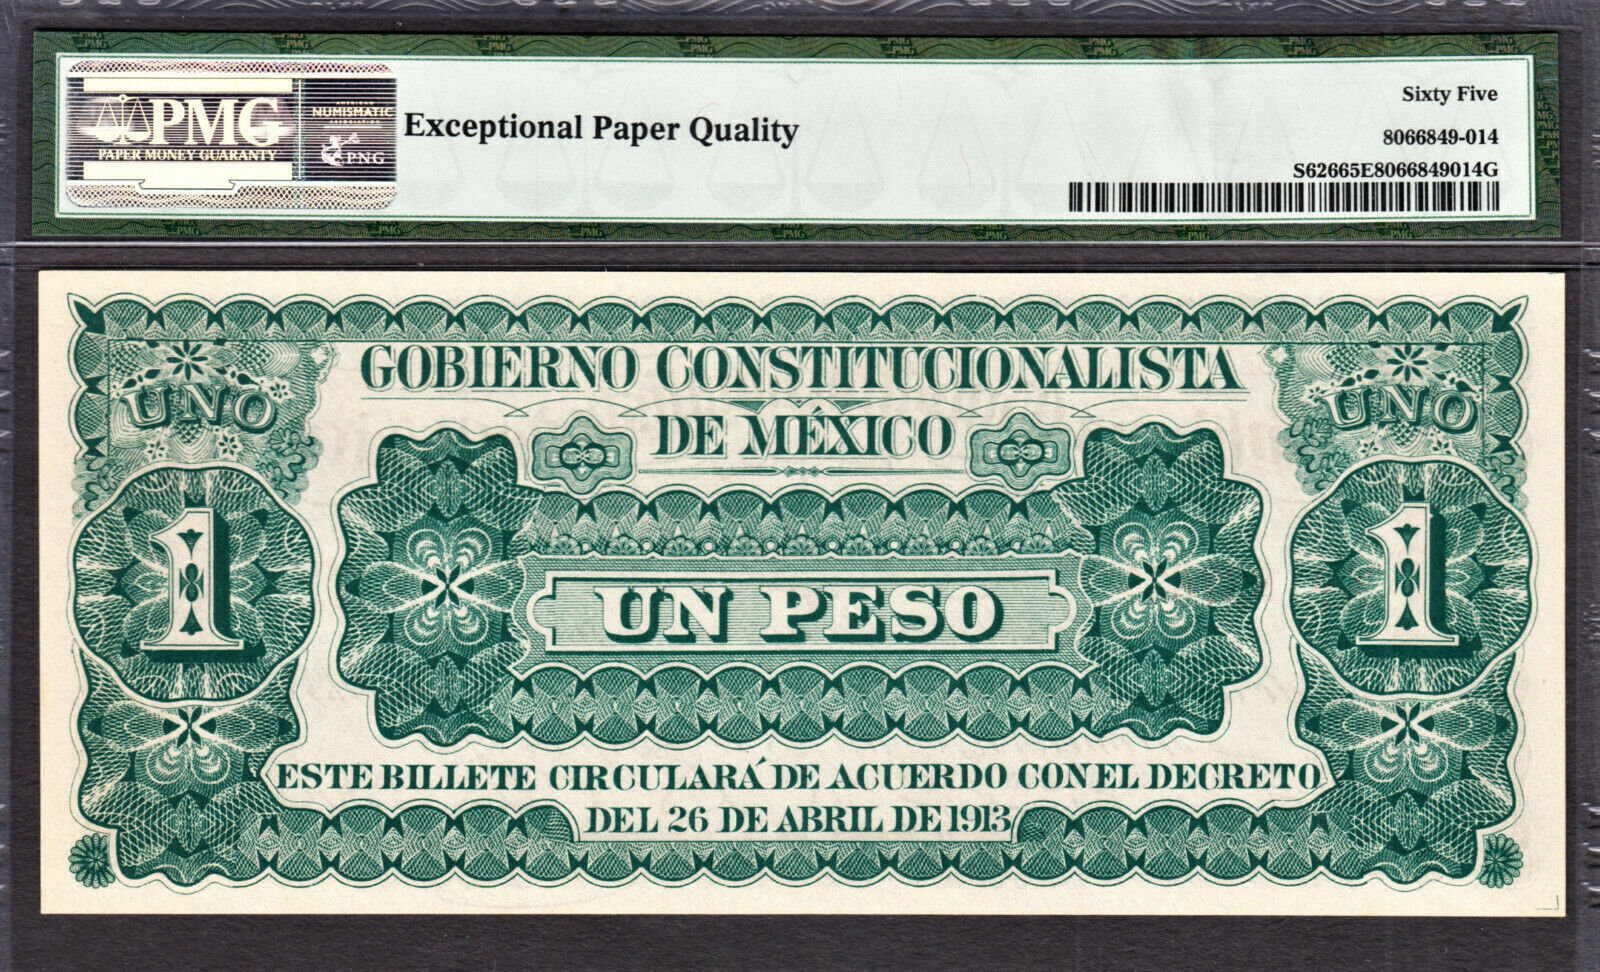 PMG
PAPER MONEY GUARANTY
AMERICAN
NUMISMATIC
ASSOCIATION
PNG
Exceptional Paper Quality
Sixty Five
8066849-014
S62665E8066849014G
GOBIERNO CONSTITUCIONALISTA
DE MÉXICO
UNO
UNO
1
1
UN PESO
ESTE BILLETE CIRCULARÁ DE ACUERDO CON EL DECRETO
DEL 26 DE ABRIL DE 1913